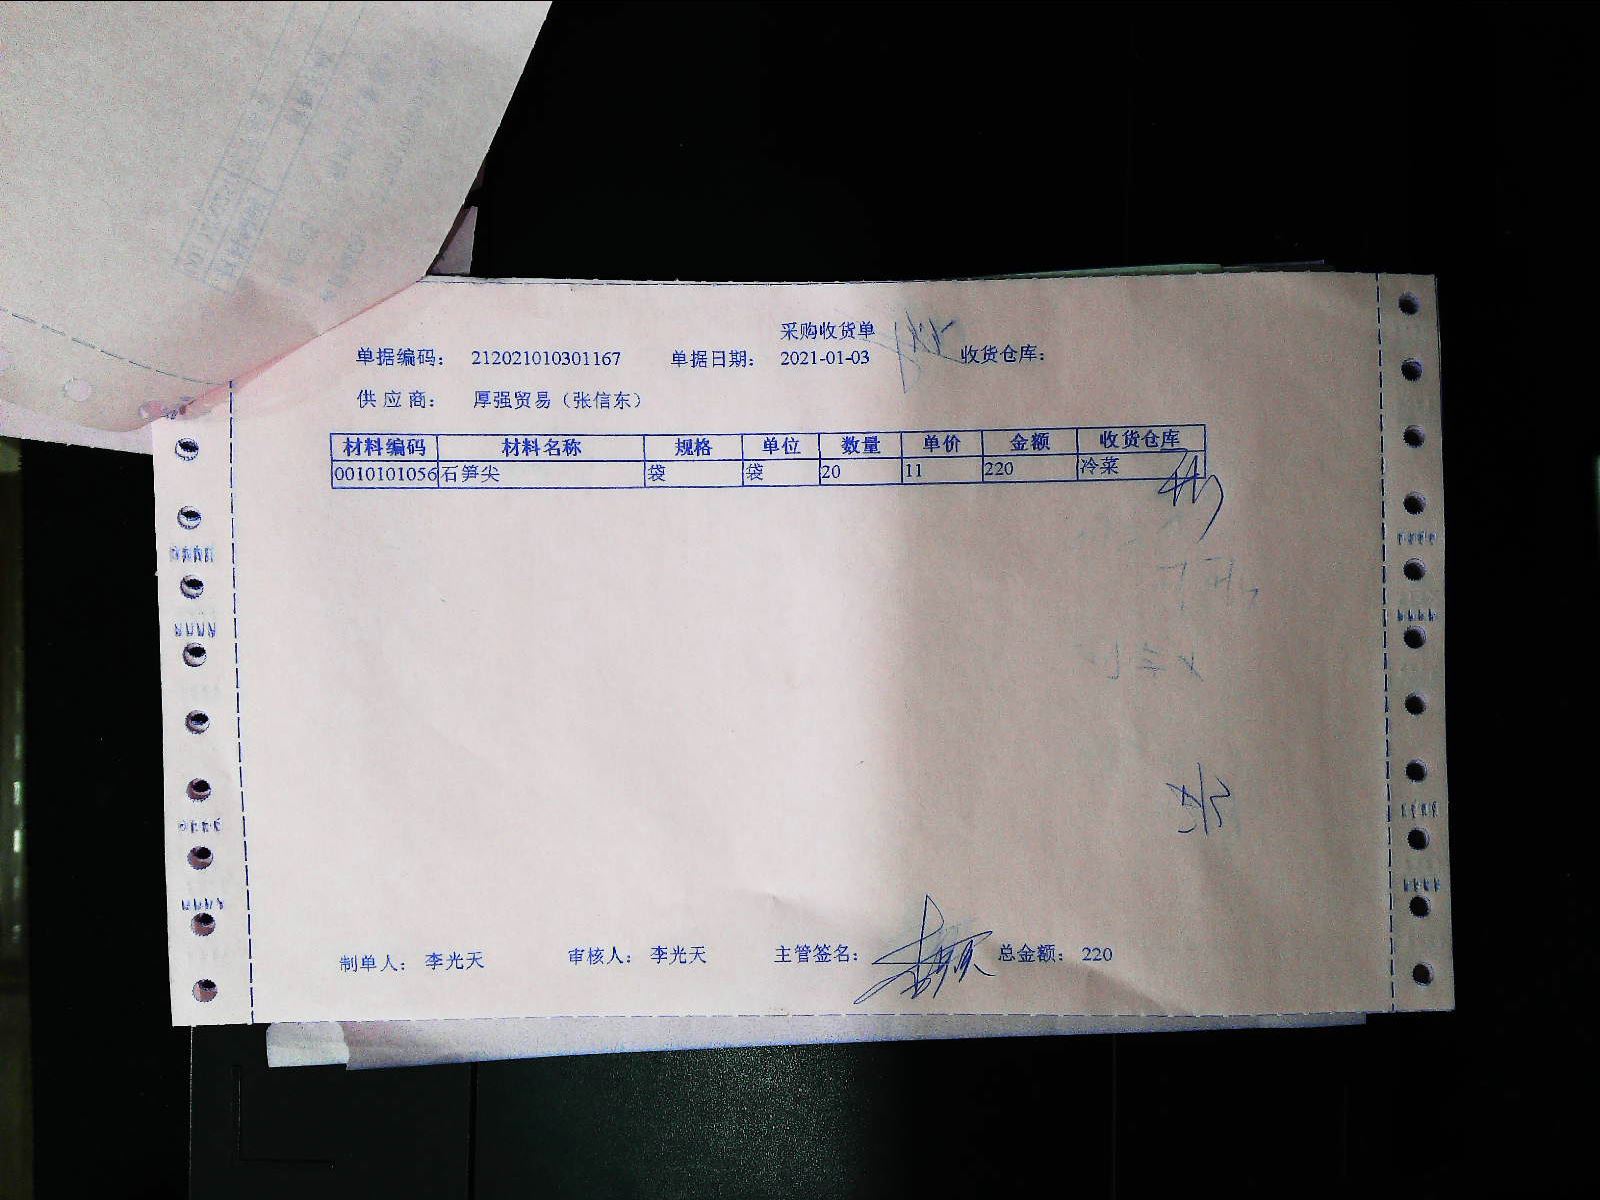 采购收货单
单据编码： 212021010301167 单据日期： 2021-01-03 收货仓库：
供 应 商： 厚强贸易（张信东）
材料编码 材料名称 规格 单位 数量 单价 金额 收货仓库
0010101056 石笋尖 袋 袋 20 11 220 冷菜
制单人： 李光天 审核人： 李光天 主管签名： 总金额： 220